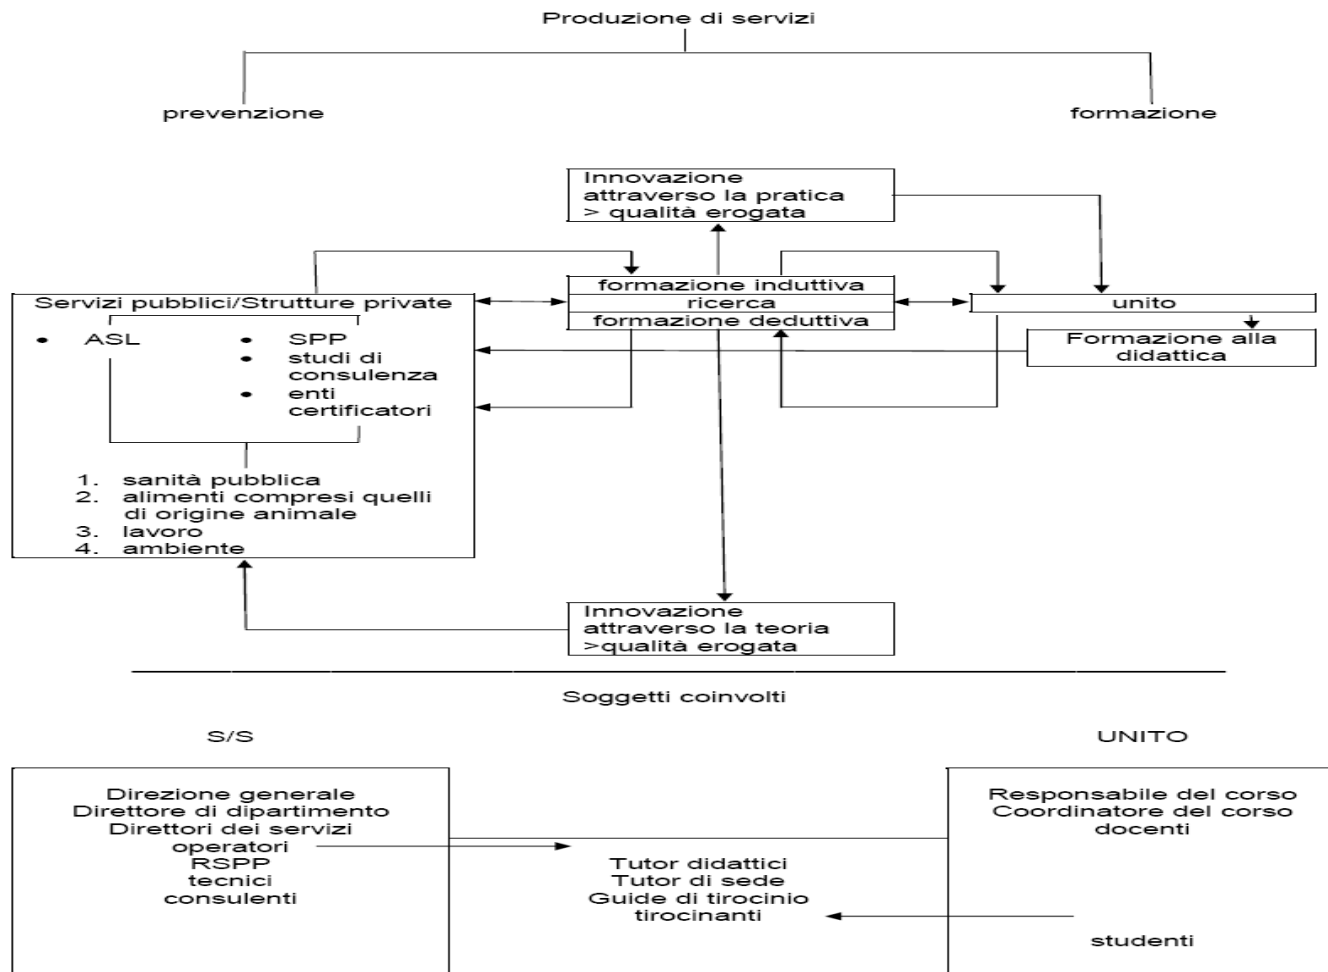 Produzione di servizi
prevenzione
formazione
Innovazione
attraverso la pratica
> qualità erogata
formazione induttiva
ricerca
formazione deduttiva
Servizi pubblici/Strutture private
• ASL
• SPP
• studi di
consulenza
• enti
certificatori
1. sanità pubblica
2. alimenti compresi quelli
di origine animale
3. lavoro
4. ambiente
unito
Formazione alla
didattica
Innovazione
attraverso la teoria
>qualità erogata
Soggetti coinvolti
S/S
UNITO
Direzione generale
Direttore di dipartimento
Direttori dei servizi
operatori
RSPP
tecnici
consulenti
Tutor didattici
Tutor di sede
Guide di tirocinio
tirocinanti
Responsabile del corso
Coordinatore del corso
docenti
studenti